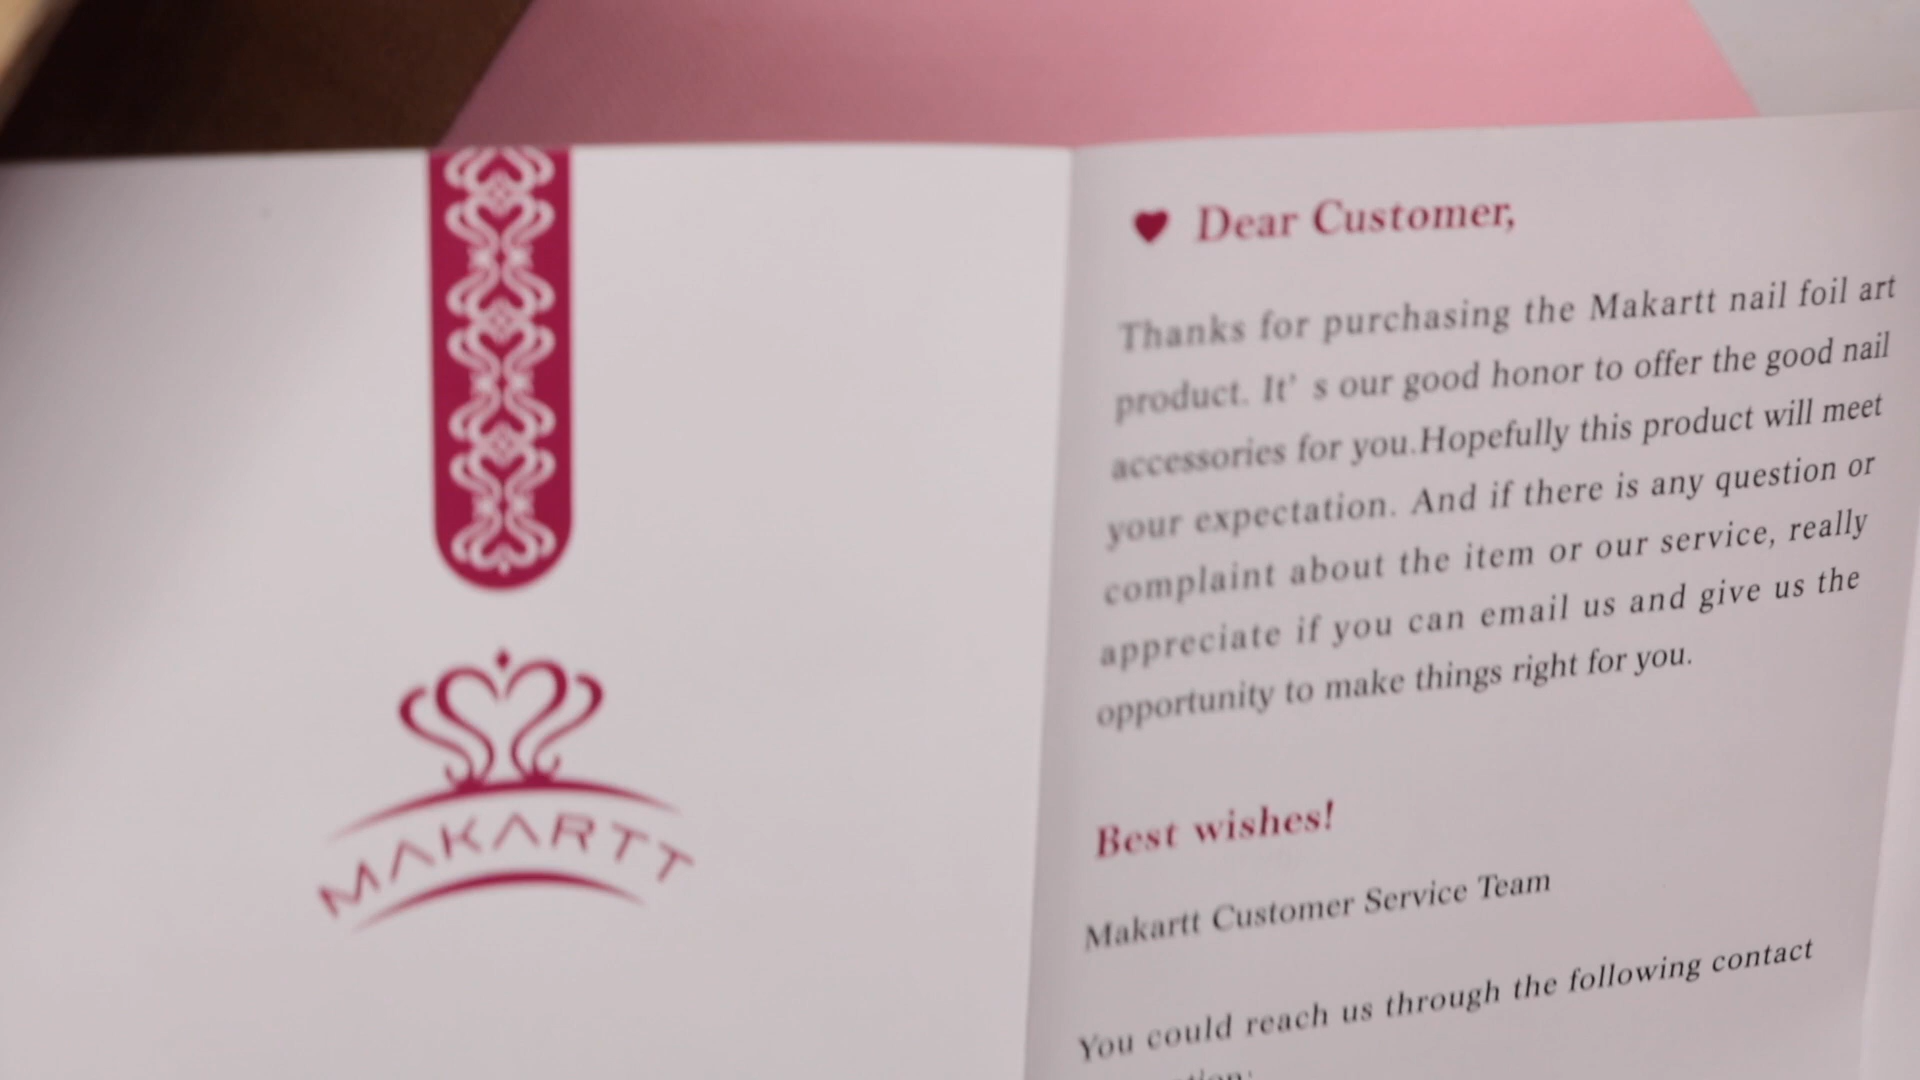 MAKARTT
Dear Customer,
Thanks for purchasing the Makartt nail foil art
product. It’ s our good honor to offer the good nail
accessories for you.Hopefully this product will meet
your expectation. And if there is any question or
complaint about the item or our service, really
appreciate if you can email us and give us the
opportunity to make things right for you.
Best wishes!
Makartt Customer Service Team
You could reach us through the following contact